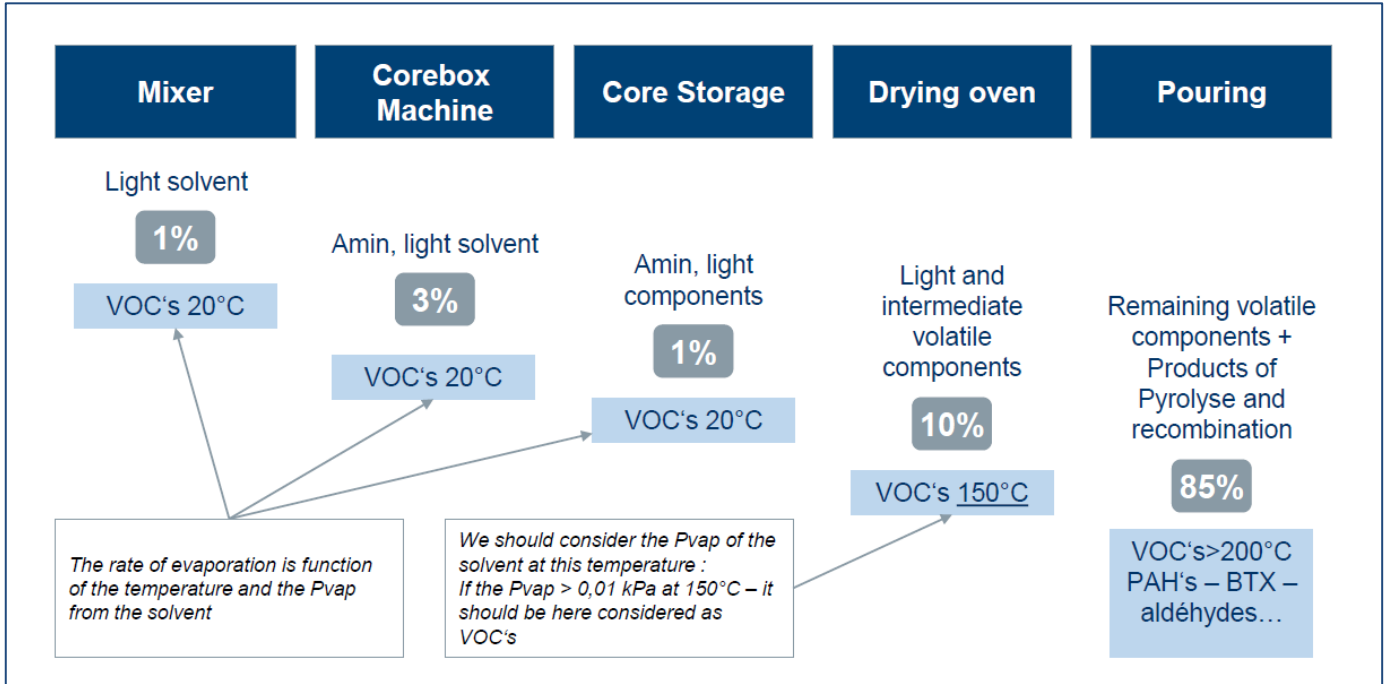 Mixer
Corebox
Machine
Core Storage
Drying oven
Pouring
Light solvent
1%
VOC‘s 20°C
Amin, light solvent
3%
VOC‘s 20°C
Amin, light
components
1%
VOC‘s 20°C
Light and
intermediate
volatile
components
10%
VOC‘s 150°C
Remaining volatile
components +
Products of
Pyrolyse and
recombination
85%
VOC‘s>200°C
PAH‘s – BTX –
aldéhydes…
The rate of evaporation is function
of the temperature and the Pvap
from the solvent
We should consider the Pvap of the
solvent at this temperature :
If the Pvap > 0,01 kPa at 150°C – it
should be here considered as
VOC‘s